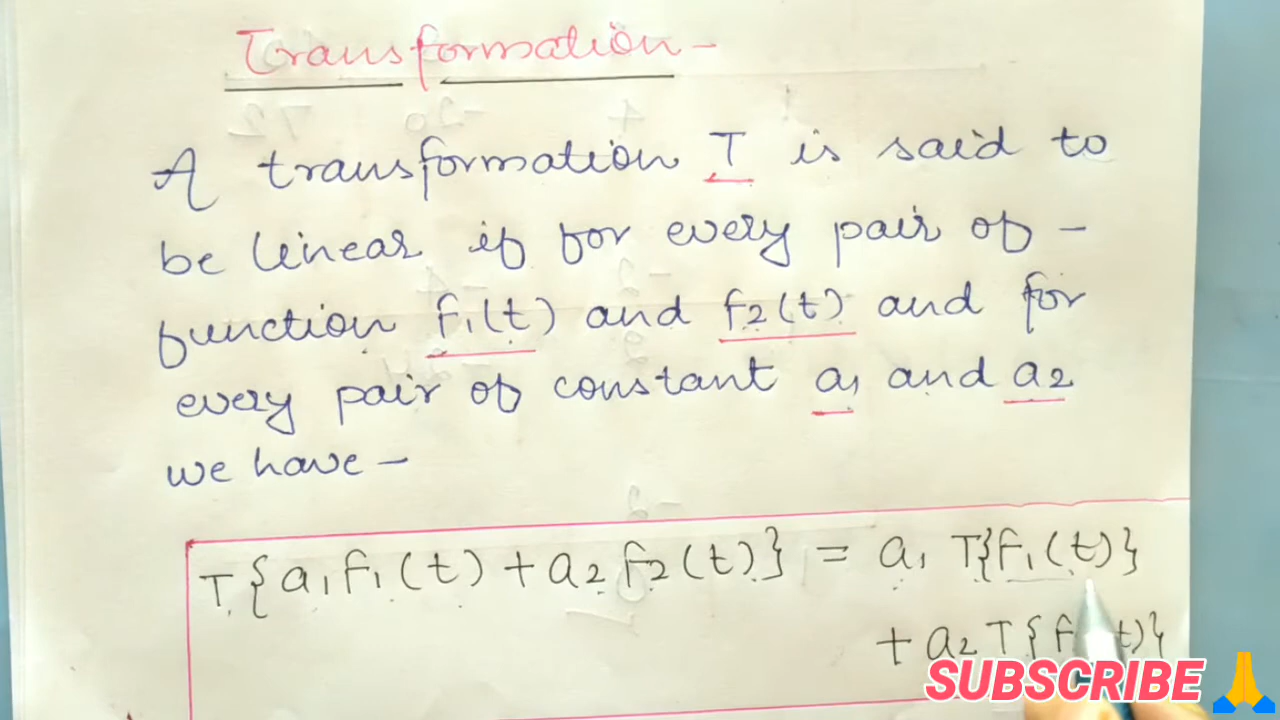 Transformation -
A transformation T is said to
be linear if for every pair of -
function f1(t) and f2(t) and for
every pair of constant a1 and a2
we have -
T{a1f1(t) + a2f2(t)} = a1 T{f1(t)}
+ a2 T{f t)}
SUBSCRIBE